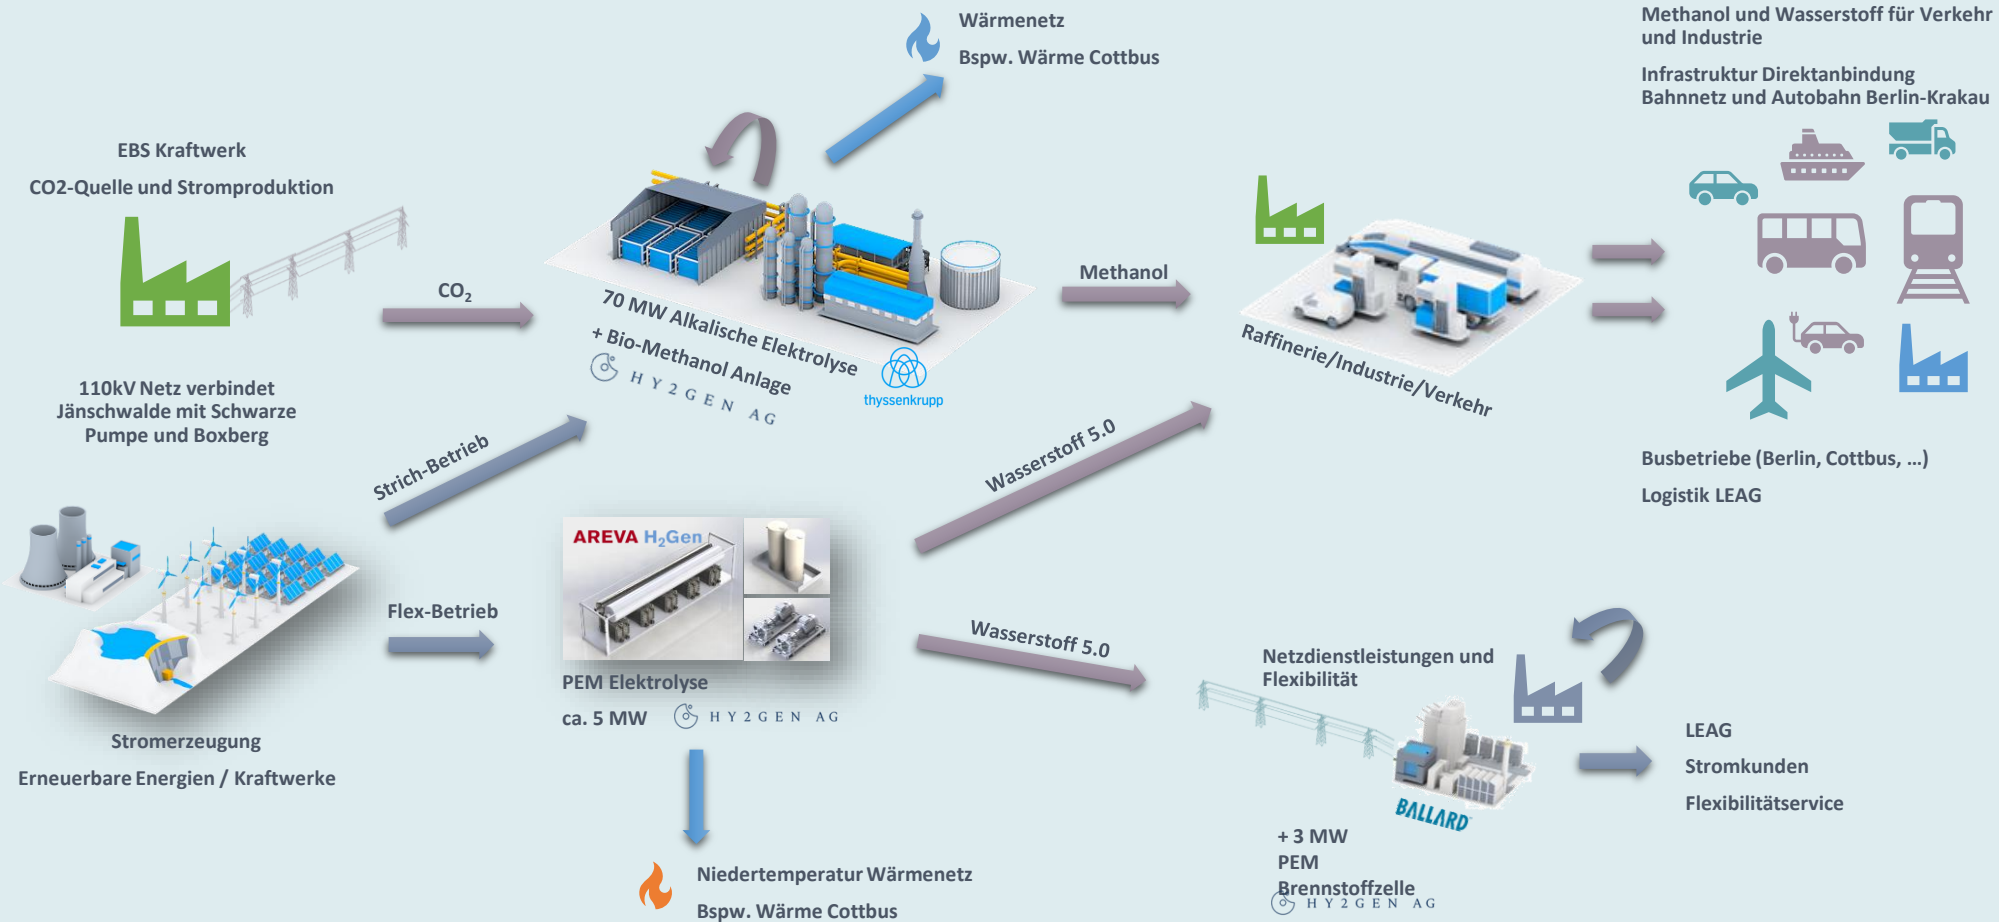 Wärmenetz
Bspw. Wärme Cottbus
Methanol und Wasserstoff für Verkehr
und Industrie
Infrastruktur Direktanbindung
Bahnnetz und Autobahn Berlin-Krakau
EBS Kraftwerk
CO2-Quelle und Stromproduktion
CO₂
70 MW Alkalische Elektrolyse
+ Bio-Methanol Anlage
HY2GEN AG
thyssenkrupp
Methanol
Raffinerie/Industrie/Verkehr
110kV Netz verbindet
Jänschwalde mit Schwarze
Pumpe und Boxberg
Strich-Betrieb
Wasserstoff 5.0
Busbetriebe (Berlin, Cottbus, ...)
Logistik LEAG
AREVA H₂Gen
Flex-Betrieb
Wasserstoff 5.0
PEM Elektrolyse
ca. 5 MW
HY2GEN AG
Stromerzeugung
Erneuerbare Energien / Kraftwerke
Netzdienstleistungen und
Flexibilität
BALLARD™
LEAG
Stromkunden
Flexibilitätservice
+ 3 MW
PEM
Brennstoffzelle
HY2GEN AG
Niedertemperatur Wärmenetz
Bspw. Wärme Cottbus